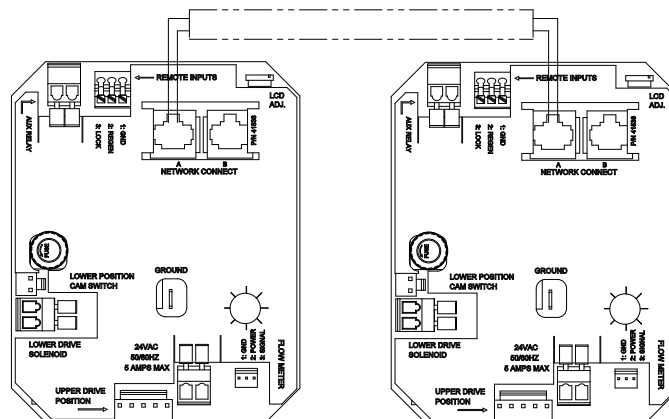 REMOTE INPUTS
LCD
ADJ.
AUX RELAY
3: LOCK
2: REGEN
1: GND
P/N 41538
A
B
NETWORK CONNECT
FUSE
LOWER POSITION
CAM SWITCH
GROUND
LOWER DRIVE
SOLENOID
24VAC
50/60HZ
5 AMPS MAX
1: GND
2: POWER
3: SIGNAL
FLOW METER
UPPER DRIVE
POSITION
REMOTE INPUTS
LCD
ADJ.
AUX RELAY
3: LOCK
2: REGEN
1: GND
P/N 41538
A
B
NETWORK CONNECT
FUSE
LOWER POSITION
CAM SWITCH
GROUND
LOWER DRIVE
SOLENOID
24VAC
50/60HZ
5 AMPS MAX
1: GND
2: POWER
3: SIGNAL
FLOW METER
UPPER DRIVE
POSITION